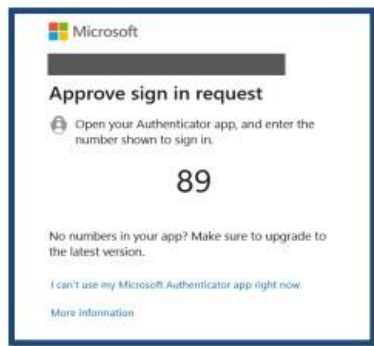 Microsoft
Approve sign in request
Open your Authenticator app, and enter the
number shown to sign in.
89
No numbers in your app? Make sure to upgrade to
the latest version.
I can't use my Microsoft Authenticator app right now
More information